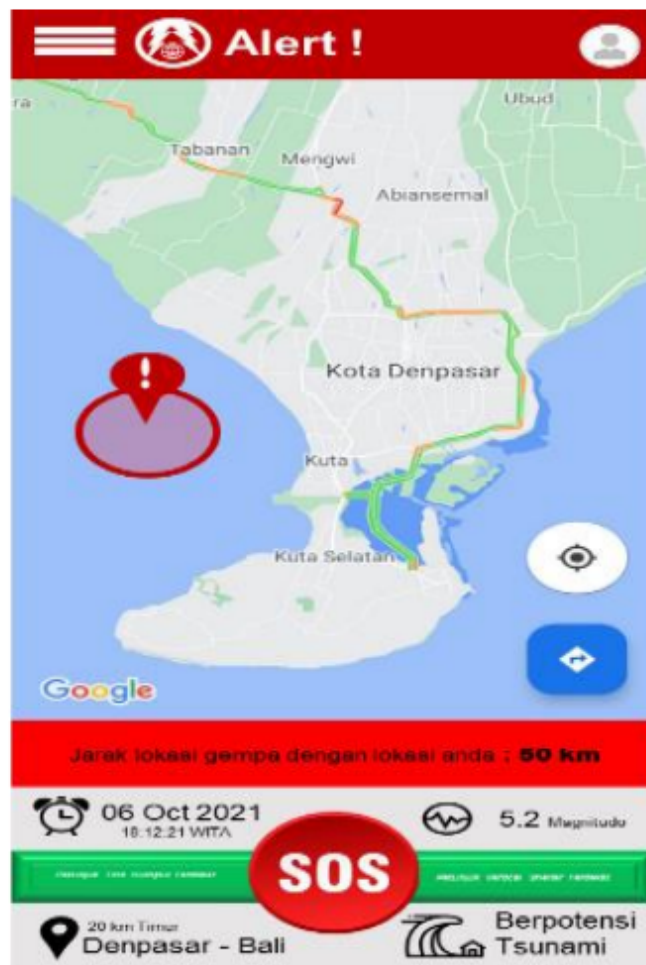 Alert !
Ubud
ra
Tabanan
Mengwi
Abiansemal
!
Kota Denpasar
Kuta
Kuta Selatan
Google
Jarak lokasi gempa dengan lokasi anda : 50 km
06 Oct 2021
18:12:21 WITA
5.2 Magnitudo
SOS
20 km Timur
Denpasar - Bali
Berpotensi
Tsunami